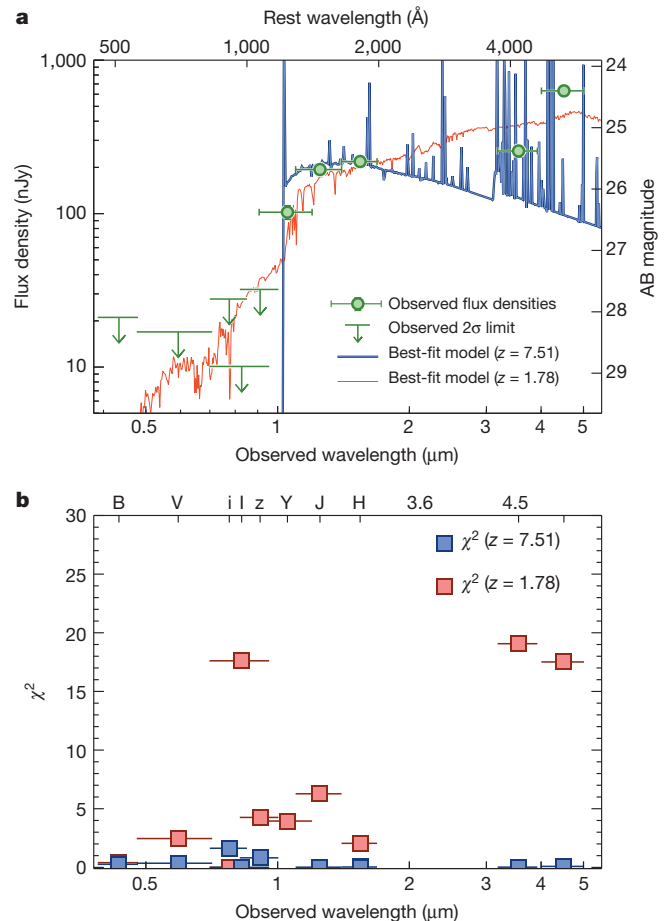 a
Rest wavelength (Å)
500 1,000 2,000 4,000
1,000
100
10
Flux density (nJy)
24
25
26
27
28
29
AB magnitude
Observed flux densities
Observed 2σ limit
Best-fit model (z = 7.51)
Best-fit model (z = 1.78)
0.5 1 2 3 4 5
Observed wavelength (μm)
b
B V i I z Y J H 3.6 4.5
30
25
20
15
10
5
0
χ²
χ² (z = 7.51)
χ² (z = 1.78)
0.5 1 2 3 4 5
Observed wavelength (μm)